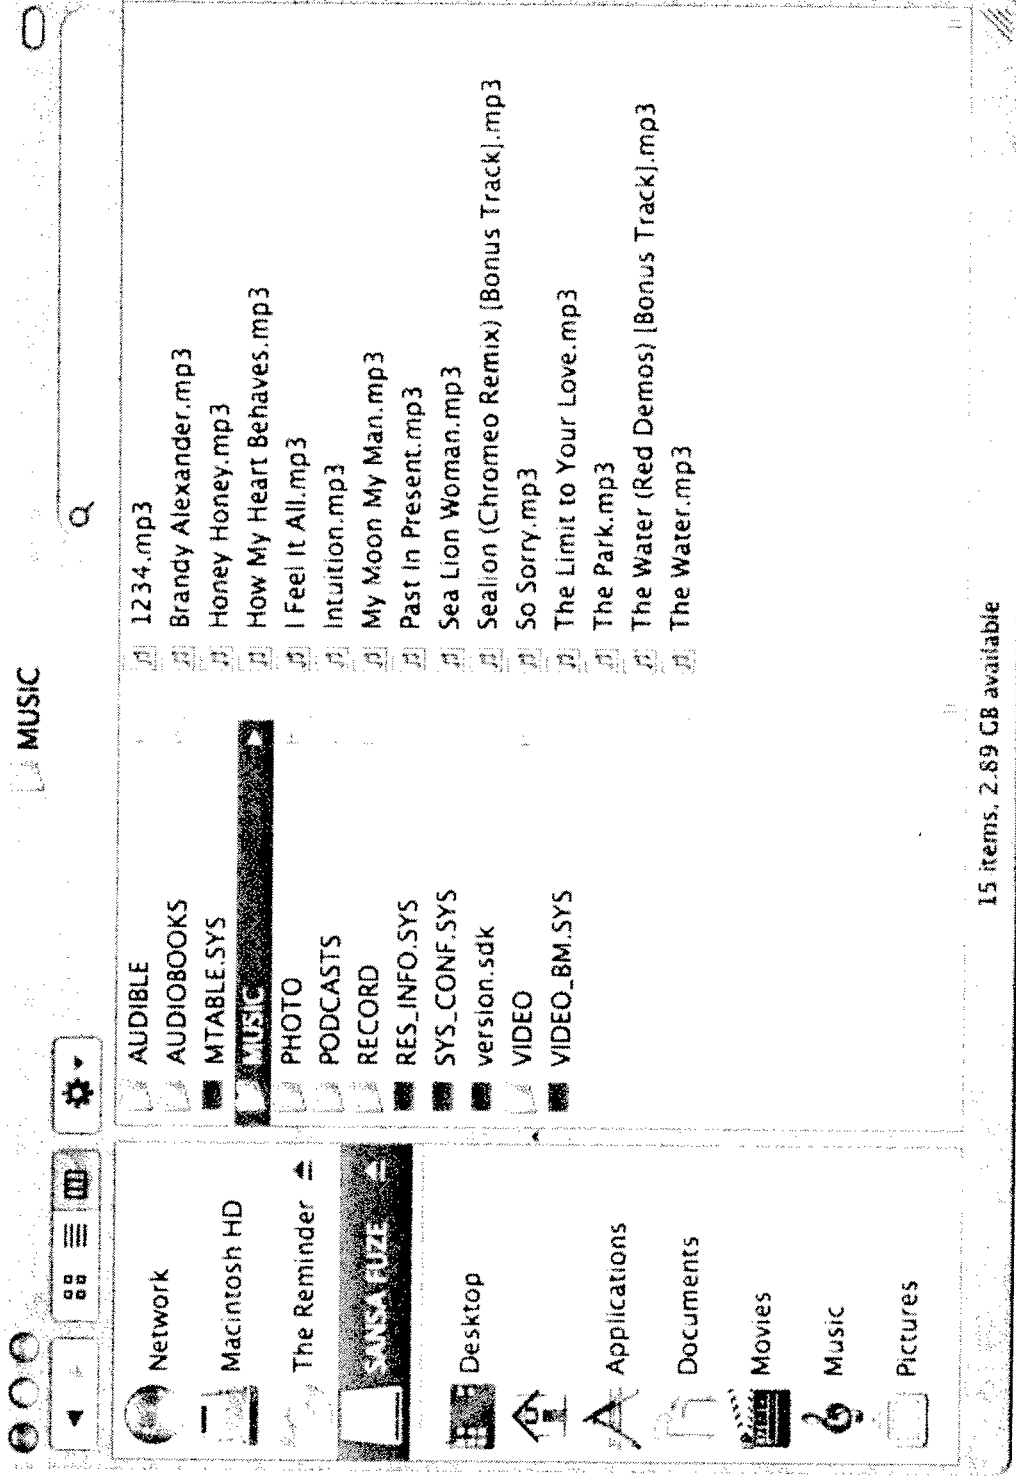 MUSIC
Network
Macintosh HD
The Reminder
SANSA FUZE
Desktop
Applications
Documents
Movies
Music
Pictures
AUDIBLE
AUDIOBOOKS
MTABLE.SYS
MUSIC
PHOTO
PODCASTS
RECORD
RES_INFO.SYS
SYS_CONF.SYS
version.sdk
VIDEO
VIDEO_BM.SYS
1234.mp3
Brandy Alexander.mp3
Honey Honey.mp3
How My Heart Behaves.mp3
I Feel It All.mp3
Intuition.mp3
My Moon My Man.mp3
Past In Present.mp3
Sea Lion Woman.mp3
Sealion (Chromeo Remix) [Bonus Track].mp3
So Sorry.mp3
The Limit to Your Love.mp3
The Park.mp3
The Water (Red Demos) [Bonus Track].mp3
The Water.mp3
15 items, 2.89 GB available